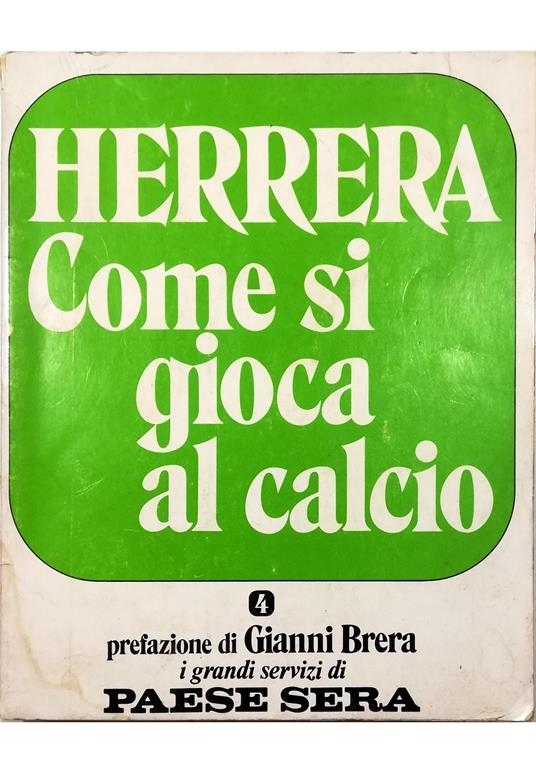 HERRERA
Come si
gioca
al calcio
4
prefazione di Gianni Brera
i grandi servizi di
PAESE SERA